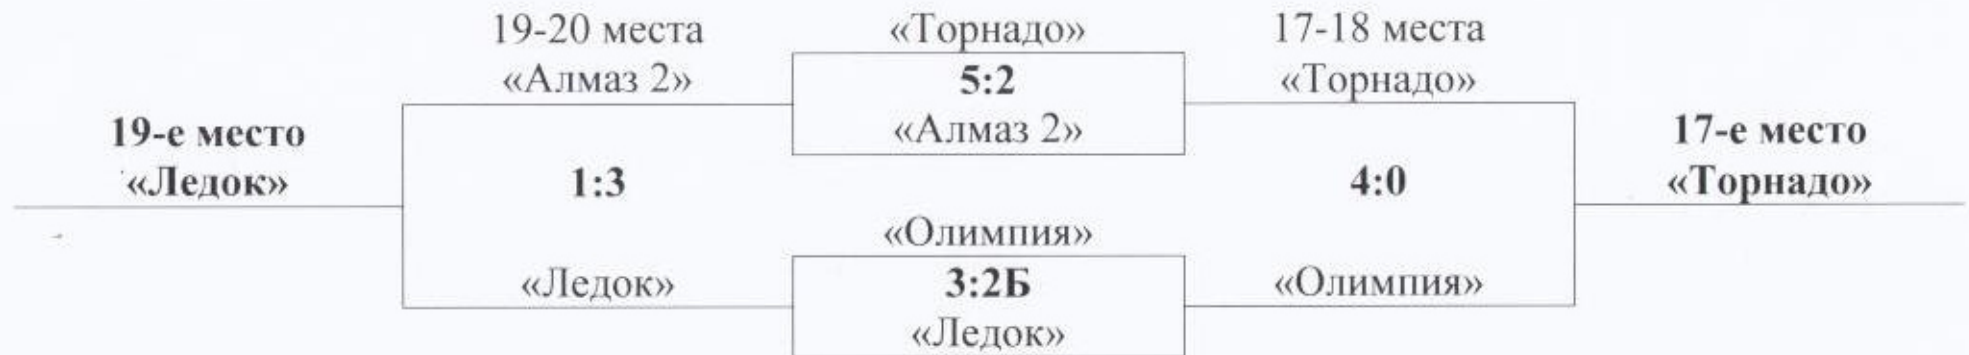 19-20 места
«Алмаз 2»
«Торнадо»
5:2
«Алмаз 2»
17-18 места
«Торнадо»
19-е место
«Ледок»
1:3
4:0
17-е место
«Торнадо»
«Олимпия»
3:2Б
«Ледок»
«Ледок»
«Олимпия»